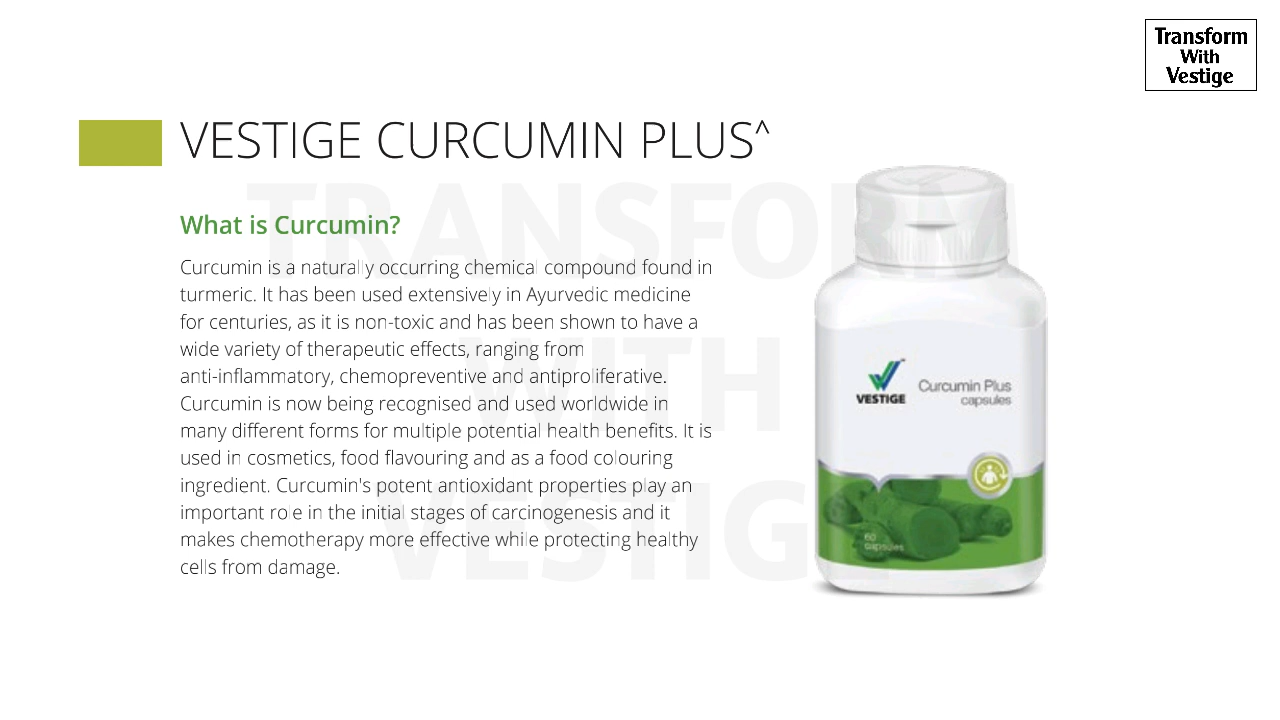 Transform
With
Vestige
VESTIGE CURCUMIN PLUS^
TRANSFORM
WITH
VESTIGE
What is Curcumin?
Curcumin is a naturally occurring chemical compound found in
turmeric. It has been used extensively in Ayurvedic medicine
for centuries, as it is non-toxic and has been shown to have a
wide variety of therapeutic effects, ranging from
anti-inflammatory, chemopreventive and antiproliferative.
Curcumin is now being recognised and used worldwide in
many different forms for multiple potential health benefits. It is
used in cosmetics, food flavouring and as a food colouring
ingredient. Curcumin's potent antioxidant properties play an
important role in the initial stages of carcinogenesis and it
makes chemotherapy more effective while protecting healthy
cells from damage.
VESTIGE
Curcumin Plus
capsules
60
capsules